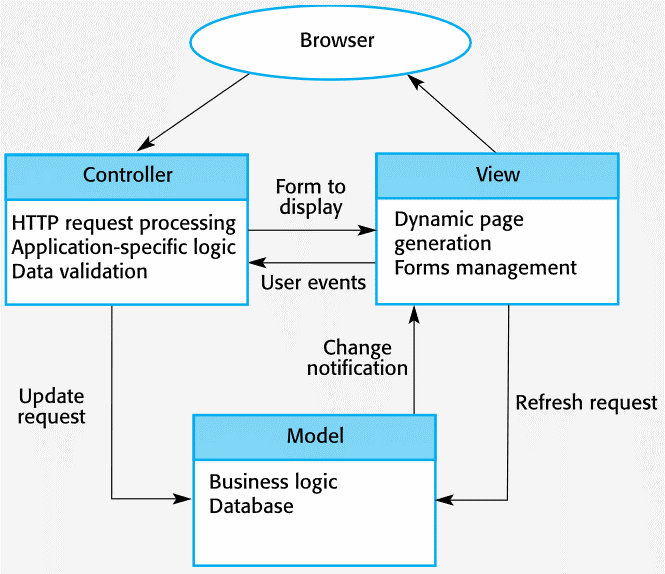 Browser
Controller
HTTP request processing
Application-specific logic
Data validation
Form to
display
User events
View
Dynamic page
generation
Forms management
Update
request
Change
notification
Refresh request
Model
Business logic
Database